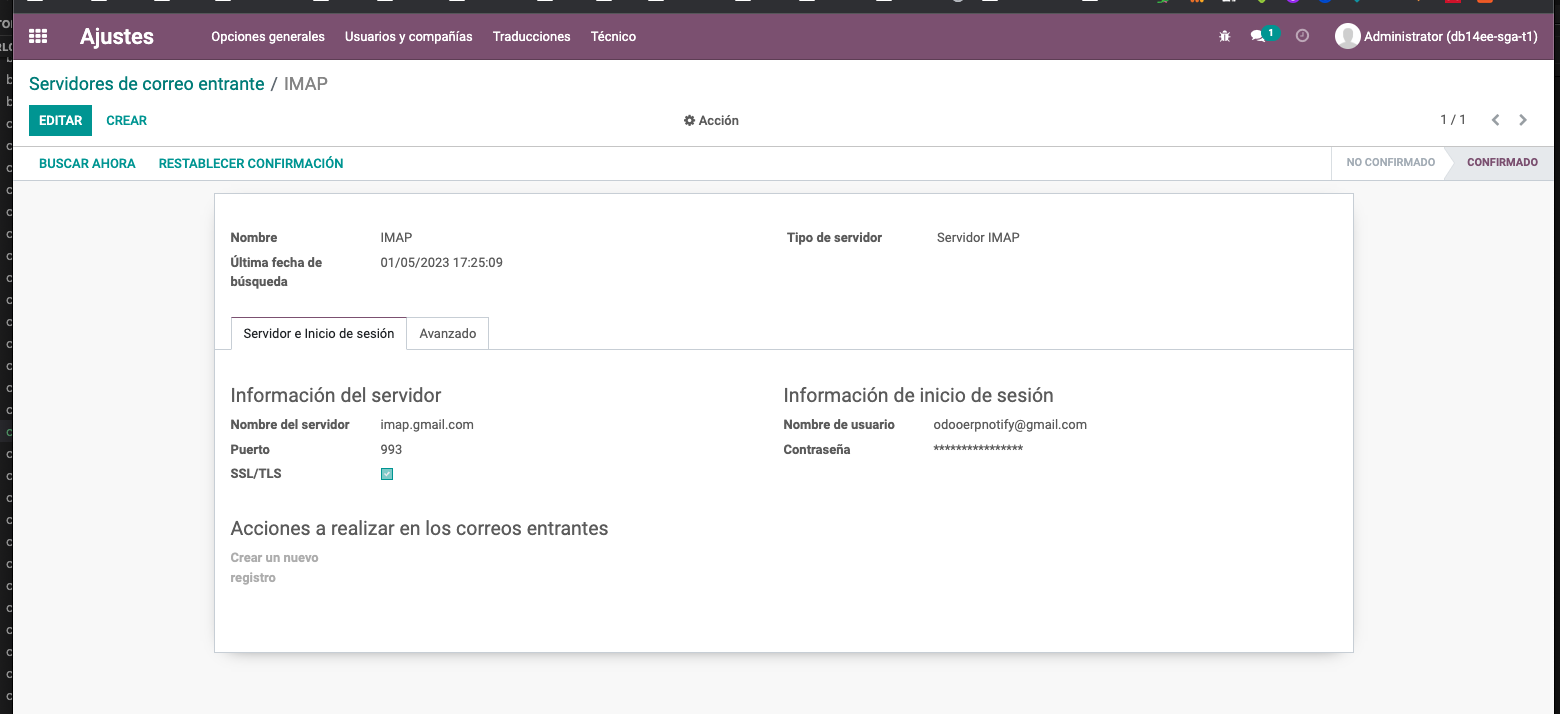 Ajustes Opciones generales Usuarios y compañías Traducciones Técnico 1 Administrator (db14ee-sga-t1)
Servidores de correo entrante / IMAP
EDITAR CREAR Acción 1 / 1
BUSCAR AHORA RESTABLECER CONFIRMACIÓN NO CONFIRMADO CONFIRMADO
Nombre IMAP Tipo de servidor Servidor IMAP
Última fecha de 01/05/2023 17:25:09
búsqueda
Servidor e Inicio de sesión Avanzado
Información del servidor Información de inicio de sesión
Nombre del servidor imap.gmail.com Nombre de usuario odooerpnotify@gmail.com
Puerto 993 Contraseña ****************
SSL/TLS
Acciones a realizar en los correos entrantes
Crear un nuevo
registro